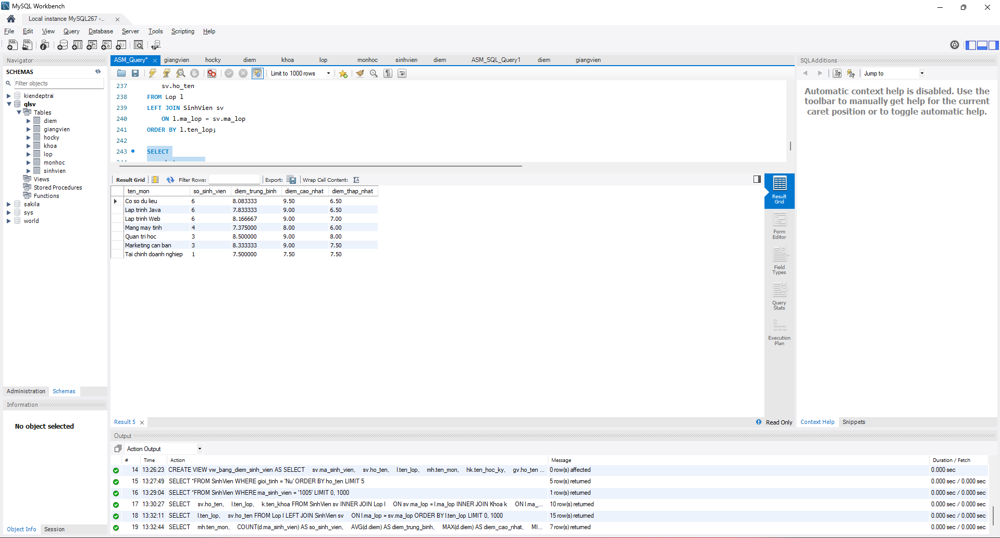 MySQL Workbench
Local instance MySQL267 -...
File Edit View Query Database Server Tools Scripting Help
Navigator
SCHEMAS
Filter objects
kiendeptrai
qlsv
Tables
diem
giangvien
hocky
khoa
lop
monhoc
sinhvien
Views
Stored Procedures
Functions
sakila
sys
world
Administration Schemas
Information
No object selected
Object Info Session
ASM_Query* giangvien hocky diem khoa lop monhoc sinhvien diem ASM_SQL_Query1 diem giangvien
Limit to 1000 rows
237 sv.ho_ten
238 FROM Lop l
239 LEFT JOIN SinhVien sv
240 ON l.ma_lop = sv.ma_lop
241 ORDER BY l.ten_lop;
242
243 SELECT
Result Grid Filter Rows: Export: Wrap Cell Content:
ten_mon so_sinh_vien diem_trung_binh diem_cao_nhat diem_thap_nhat
Co so du lieu 6 8.083333 9.50 6.50
Lap trinh Java 6 7.833333 9.00 6.50
Lap trinh Web 6 8.166667 9.00 7.00
Mang may tinh 4 7.375000 8.00 6.00
Quan tri hoc 3 8.500000 9.00 8.00
Marketing can ban 3 8.333333 9.00 7.50
Tai chinh doanh nghiep 1 7.500000 7.50 7.50
Result Grid
Form Editor
Field Types
Query Stats
Execution Plan
Result 5
Read Only
SQLAdditions
Jump to
Automatic context help is disabled. Use the
toolbar to manually get help for the current
caret position or to toggle automatic help.
Context Help Snippets
Output
Action Output
# Time Action Message Duration / Fetch
14 13:26:23 CREATE VIEW vw_bang_diem_sinh_vien AS SELECT sv.ma_sinh_vien, sv.ho_ten, l.ten_lop, mh.ten_mon, hk.ten_hoc_ky, gv.ho_ten ... 0 row(s) affected 0.000 sec
15 13:27:49 SELECT *FROM SinhVien WHERE gioi_tinh = 'Nu' ORDER BY ho_ten LIMIT 5 5 row(s) returned 0.000 sec / 0.000 sec
16 13:29:04 SELECT *FROM SinhVien WHERE ma_sinh_vien = '1005' LIMIT 0, 1000 1 row(s) returned 0.000 sec / 0.000 sec
17 13:30:27 SELECT sv.ho_ten, l.ten_lop, k.ten_khoa FROM SinhVien sv INNER JOIN Lop l ON sv.ma_lop = l.ma_lop INNER JOIN Khoa k ON l.ma_... 10 row(s) returned 0.000 sec / 0.000 sec
18 13:32:11 SELECT l.ten_lop, sv.ho_ten FROM Lop l LEFT JOIN SinhVien sv ON l.ma_lop = sv.ma_lop ORDER BY l.ten_lop LIMIT 0, 1000 15 row(s) returned 0.000 sec / 0.000 sec
19 13:32:44 SELECT mh.ten_mon, COUNT(d.ma_sinh_vien) AS so_sinh_vien, AVG(d.diem) AS diem_trung_binh, MAX(d.diem) AS diem_cao_nhat, MI... 7 row(s) returned 0.000 sec / 0.000 sec